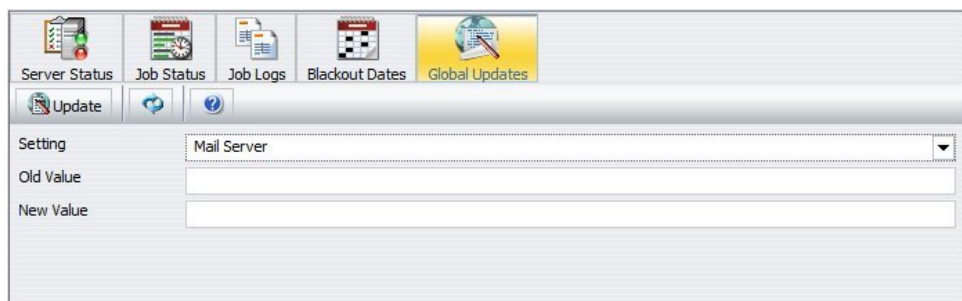 Server Status Job Status Job Logs Blackout Dates Global Updates
Update
Setting Mail Server
Old Value
New Value